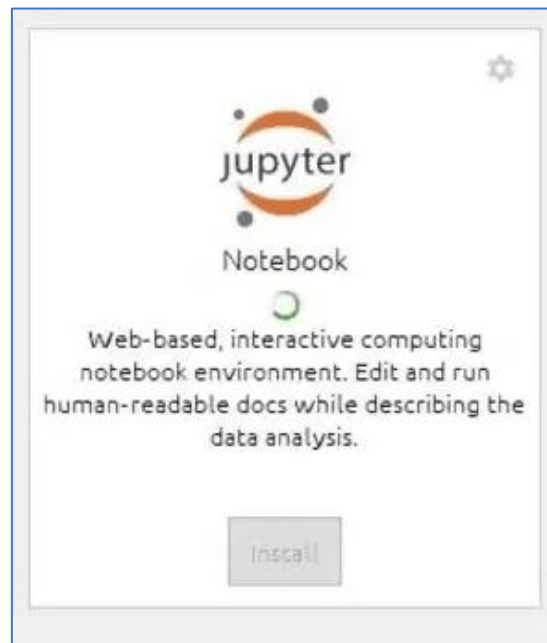 jupyter
Notebook
Web-based, interactive computing
notebook environment. Edit and run
human-readable docs while describing the
data analysis.
Install